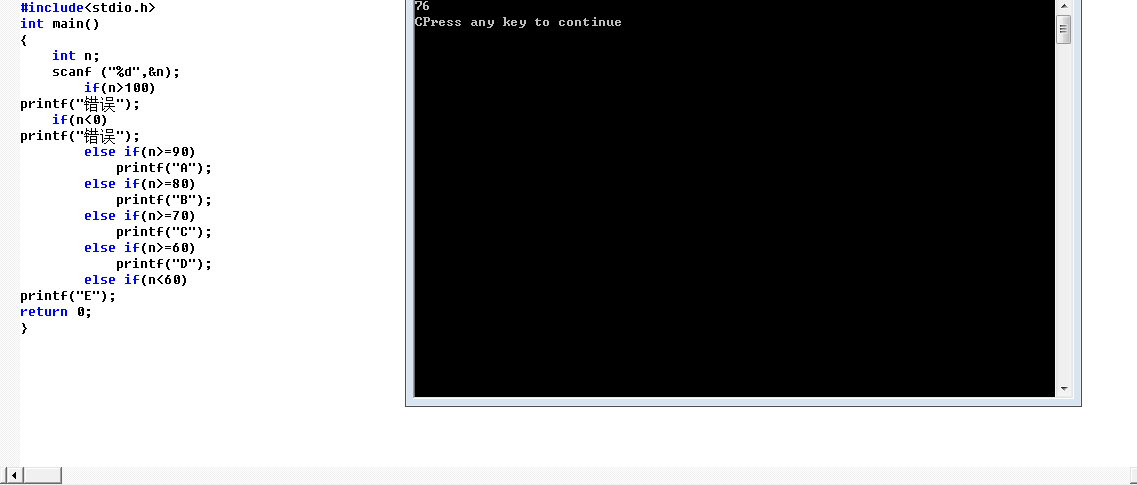 #include<stdio.h>
int main()
{
    int n;
    scanf ("%d",&n);
        if(n>100)
printf("错误");
    if(n<0)
printf("错误");
        else if(n>=90)
            printf("A");
        else if(n>=80)
            printf("B");
        else if(n>=70)
            printf("C");
        else if(n>=60)
            printf("D");
        else if(n<60)
printf("E");
return 0;
}
76
CPress any key to continue